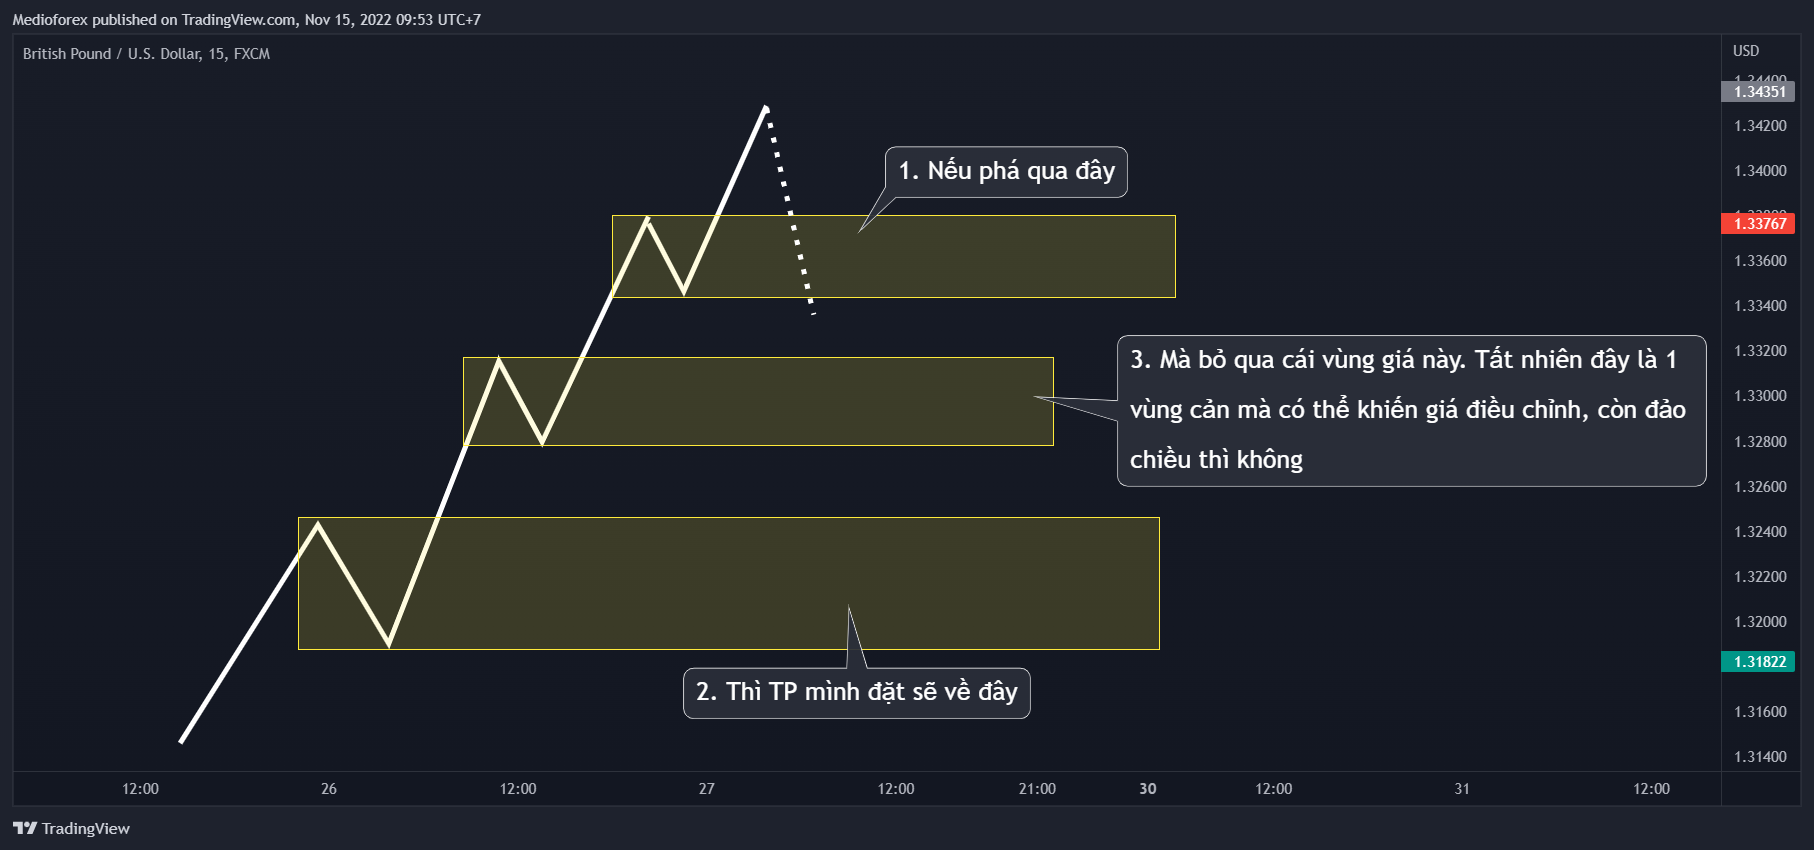 Medioforex published on TradingView.com, Nov 15, 2022 09:53 UTC+7
British Pound / U.S. Dollar, 15, FXCM
USD
1.34400
1.34351
1.34200
1. Nếu phá qua đây
1.34000
1.33767
1.33600
1.33400
3. Mà bỏ qua cái vùng giá này. Tất nhiên đây là 1
vùng cản mà có thể khiến giá điều chỉnh, còn đảo
chiều thì không
1.33200
1.33000
1.32800
1.32600
1.32400
1.32200
1.32000
1.31822
2. Thì TP mình đặt sẽ về đây
1.31600
1.31400
12:00 26 12:00 27 12:00 21:00 30 12:00 31 12:00
TradingView